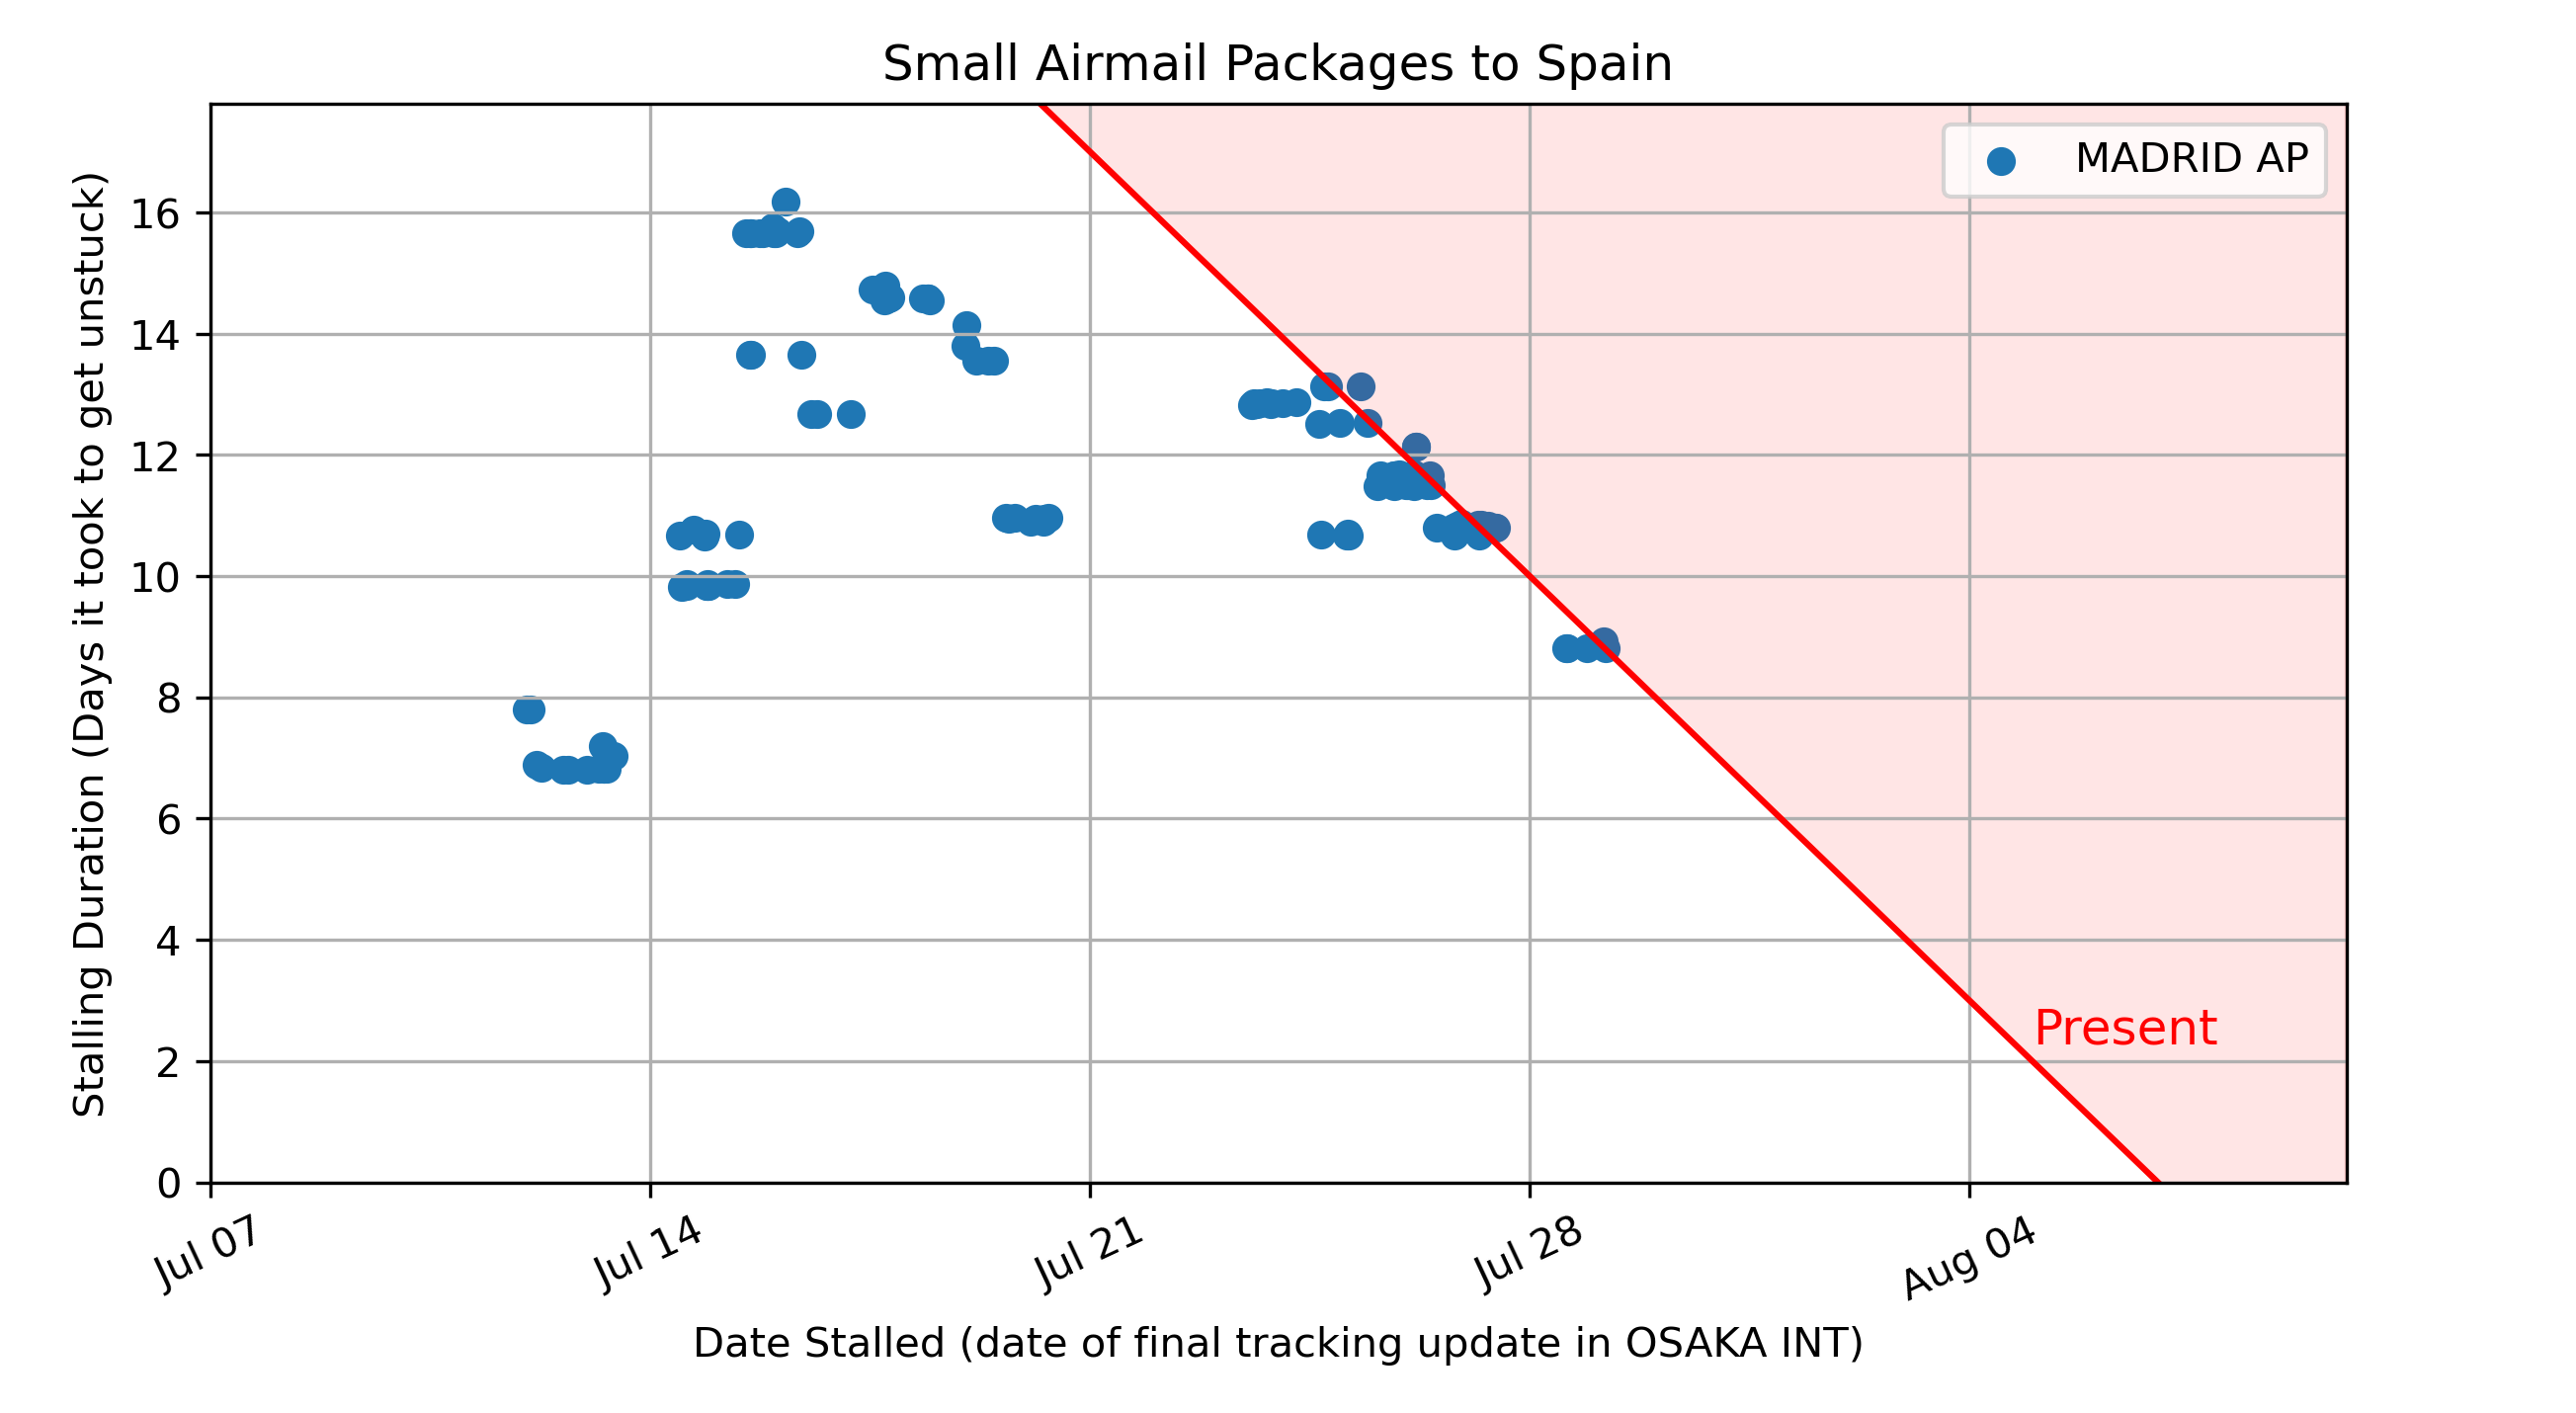 Small Airmail Packages to Spain
MADRID AP
Stalling Duration (Days it took to get unstuck)
16
14
12
10
8
6
4
2
0
Present
Jul 07
Jul 14
Jul 21
Jul 28
Aug 04
Date Stalled (date of final tracking update in OSAKA INT)